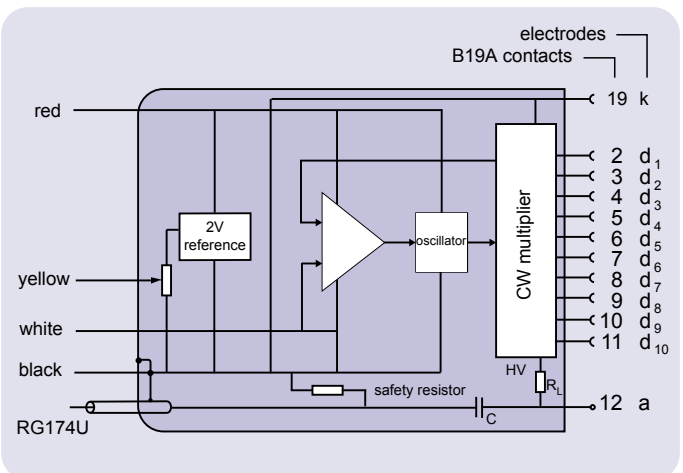 electrodes
B19A contacts
19 k
red
2 d1
3 d2
4 d3
5 d4
6 d5
7 d6
8 d7
9 d8
10 d9
11 d10
2V
reference
oscillator
CW multiplier
yellow
white
black
HV
RL
safety resistor
C
12 a
RG174U